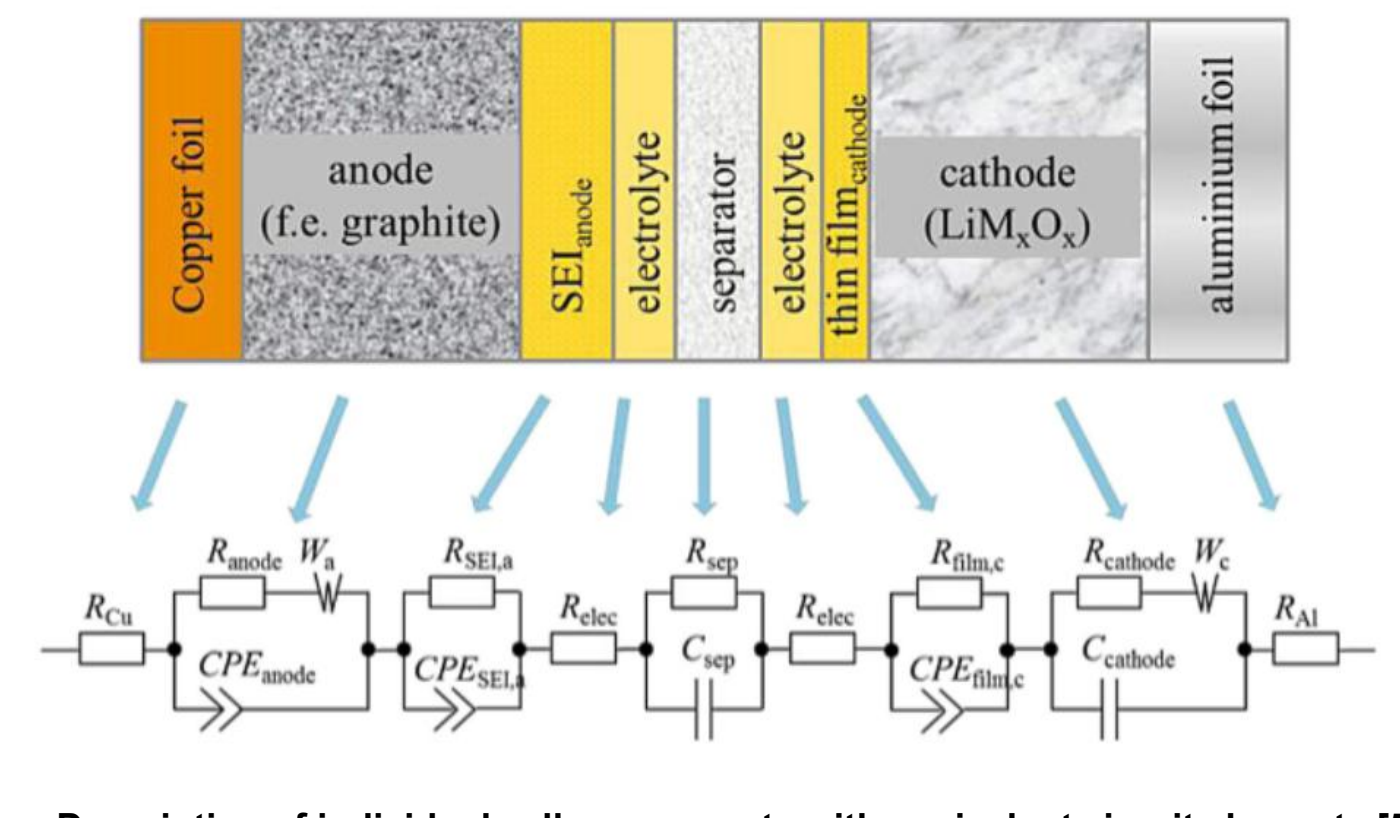 Copper foil
anode
(f.e. graphite)
SEIanode
electrolyte
separator
electrolyte
thin filmcathode
cathode
(LiMxOx)
aluminium foil
Ranode Wa
RSEI,a
Rsep
Rfilm,c
Rcathode Wc
RCu
Relec
Relec
RAl
CPEanode
CPESEI,a
Csep
CPEfilm,c
Ccathode